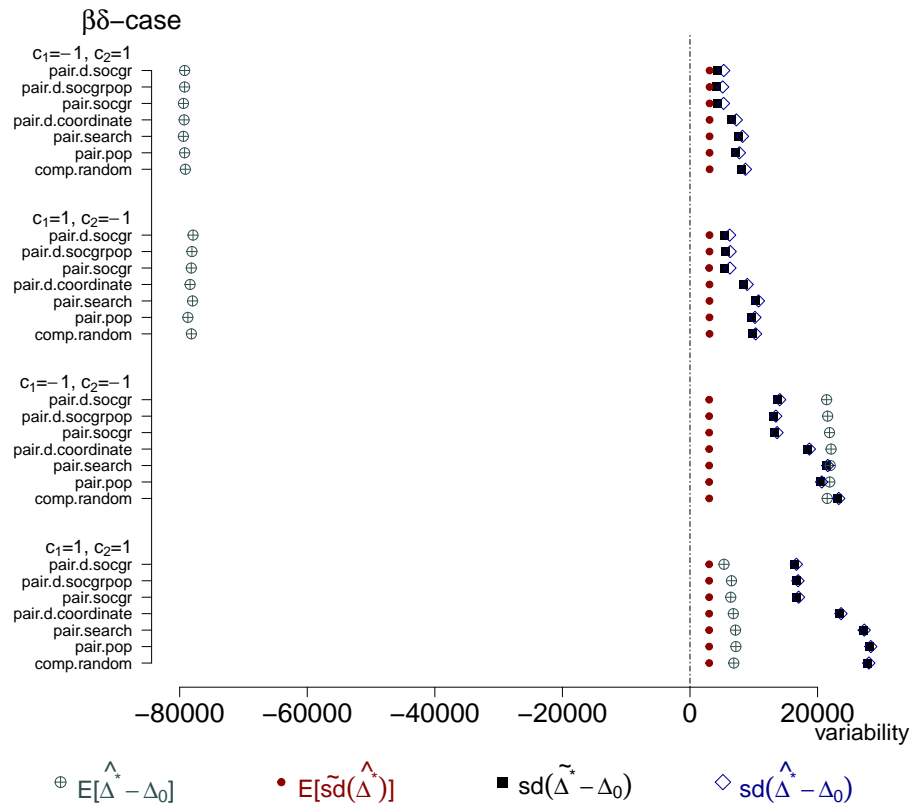 βδ−case
c₁=−1, c₂=1
pair.d.socgr
pair.d.socgrpop
pair.socgr
pair.d.coordinate
pair.search
pair.pop
comp.random
c₁=1, c₂=−1
pair.d.socgr
pair.d.socgrpop
pair.socgr
pair.d.coordinate
pair.search
pair.pop
comp.random
c₁=−1, c₂=−1
pair.d.socgr
pair.d.socgrpop
pair.socgr
pair.d.coordinate
pair.search
pair.pop
comp.random
c₁=1, c₂=1
pair.d.socgr
pair.d.socgrpop
pair.socgr
pair.d.coordinate
pair.search
pair.pop
comp.random
−80000 −60000 −40000 −20000 0 20000
variability
E[Δ̂* − Δ₀] E[s̃d(Δ̂*)] sd(Δ̃* − Δ₀) sd(Δ̂* − Δ₀)